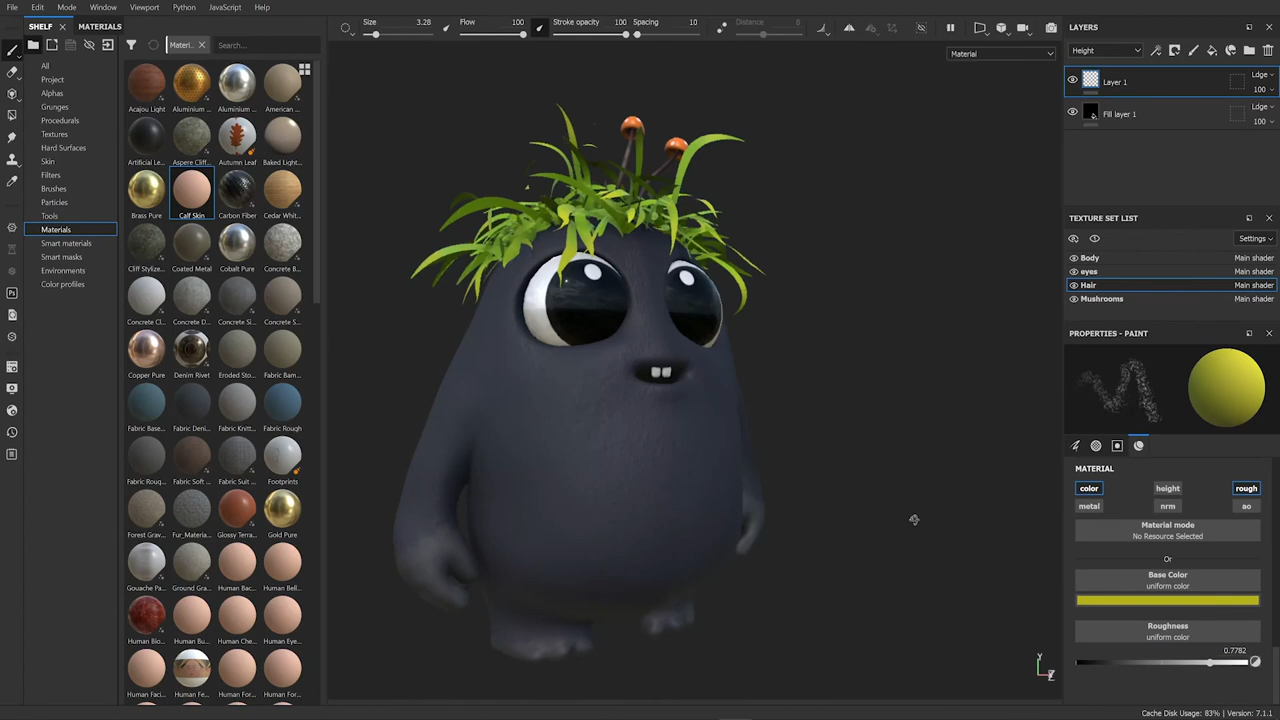 File Edit Mode Window Viewport Python JavaScript Help
SHELF MATERIALS
Size 3.28 Flow 100 Stroke opacity 100 Spacing 10 Distance 8
Materi... Search...
Material
All
Project
Alphas
Grunges
Procedurals
Textures
Hard Surfaces
Skin
Filters
Brushes
Particles
Tools
Materials
Smart materials
Smart masks
Environments
Color profiles
Acajou Light Aluminium ... Aluminium ... American ...
Artificial Le... Aspere Cliff... Autumn Leaf Baked Light...
Brass Pure Calf Skin Carbon Fiber Cedar Whit...
Cliff Stylize... Coated Metal Cobalt Pure Concrete B...
Concrete Cl... Concrete D... Concrete Si... Concrete S...
Copper Pure Denim Rivet Eroded Sto... Fabric Bam...
Fabric Base... Fabric Deni... Fabric Knitt... Fabric Rough
Fabric Roug... Fabric Soft ... Fabric Suit ... Footprints
Forest Grav... Fur_Materia... Glossy Terra... Gold Pure
Gouache Pa... Ground Gra... Human Bac... Human Bell...
Human Bio... Human Bu... Human Che... Human Eye...
Human Faci... Human Fe... Human For... Human For...
LAYERS
Height
Layer 1 Ldge 100
Fill layer 1 Ldge 100
TEXTURE SET LIST
Settings
Body Main shader
eyes Main shader
Hair Main shader
Mushrooms Main shader
PROPERTIES - PAINT
MATERIAL
color height rough
metal nrm ao
Material mode
No Resource Selected
Or
Base Color
uniform color
Roughness
uniform color
0.7782
Y
Z
Cache Disk Usage: 83% | Version: 7.1.1